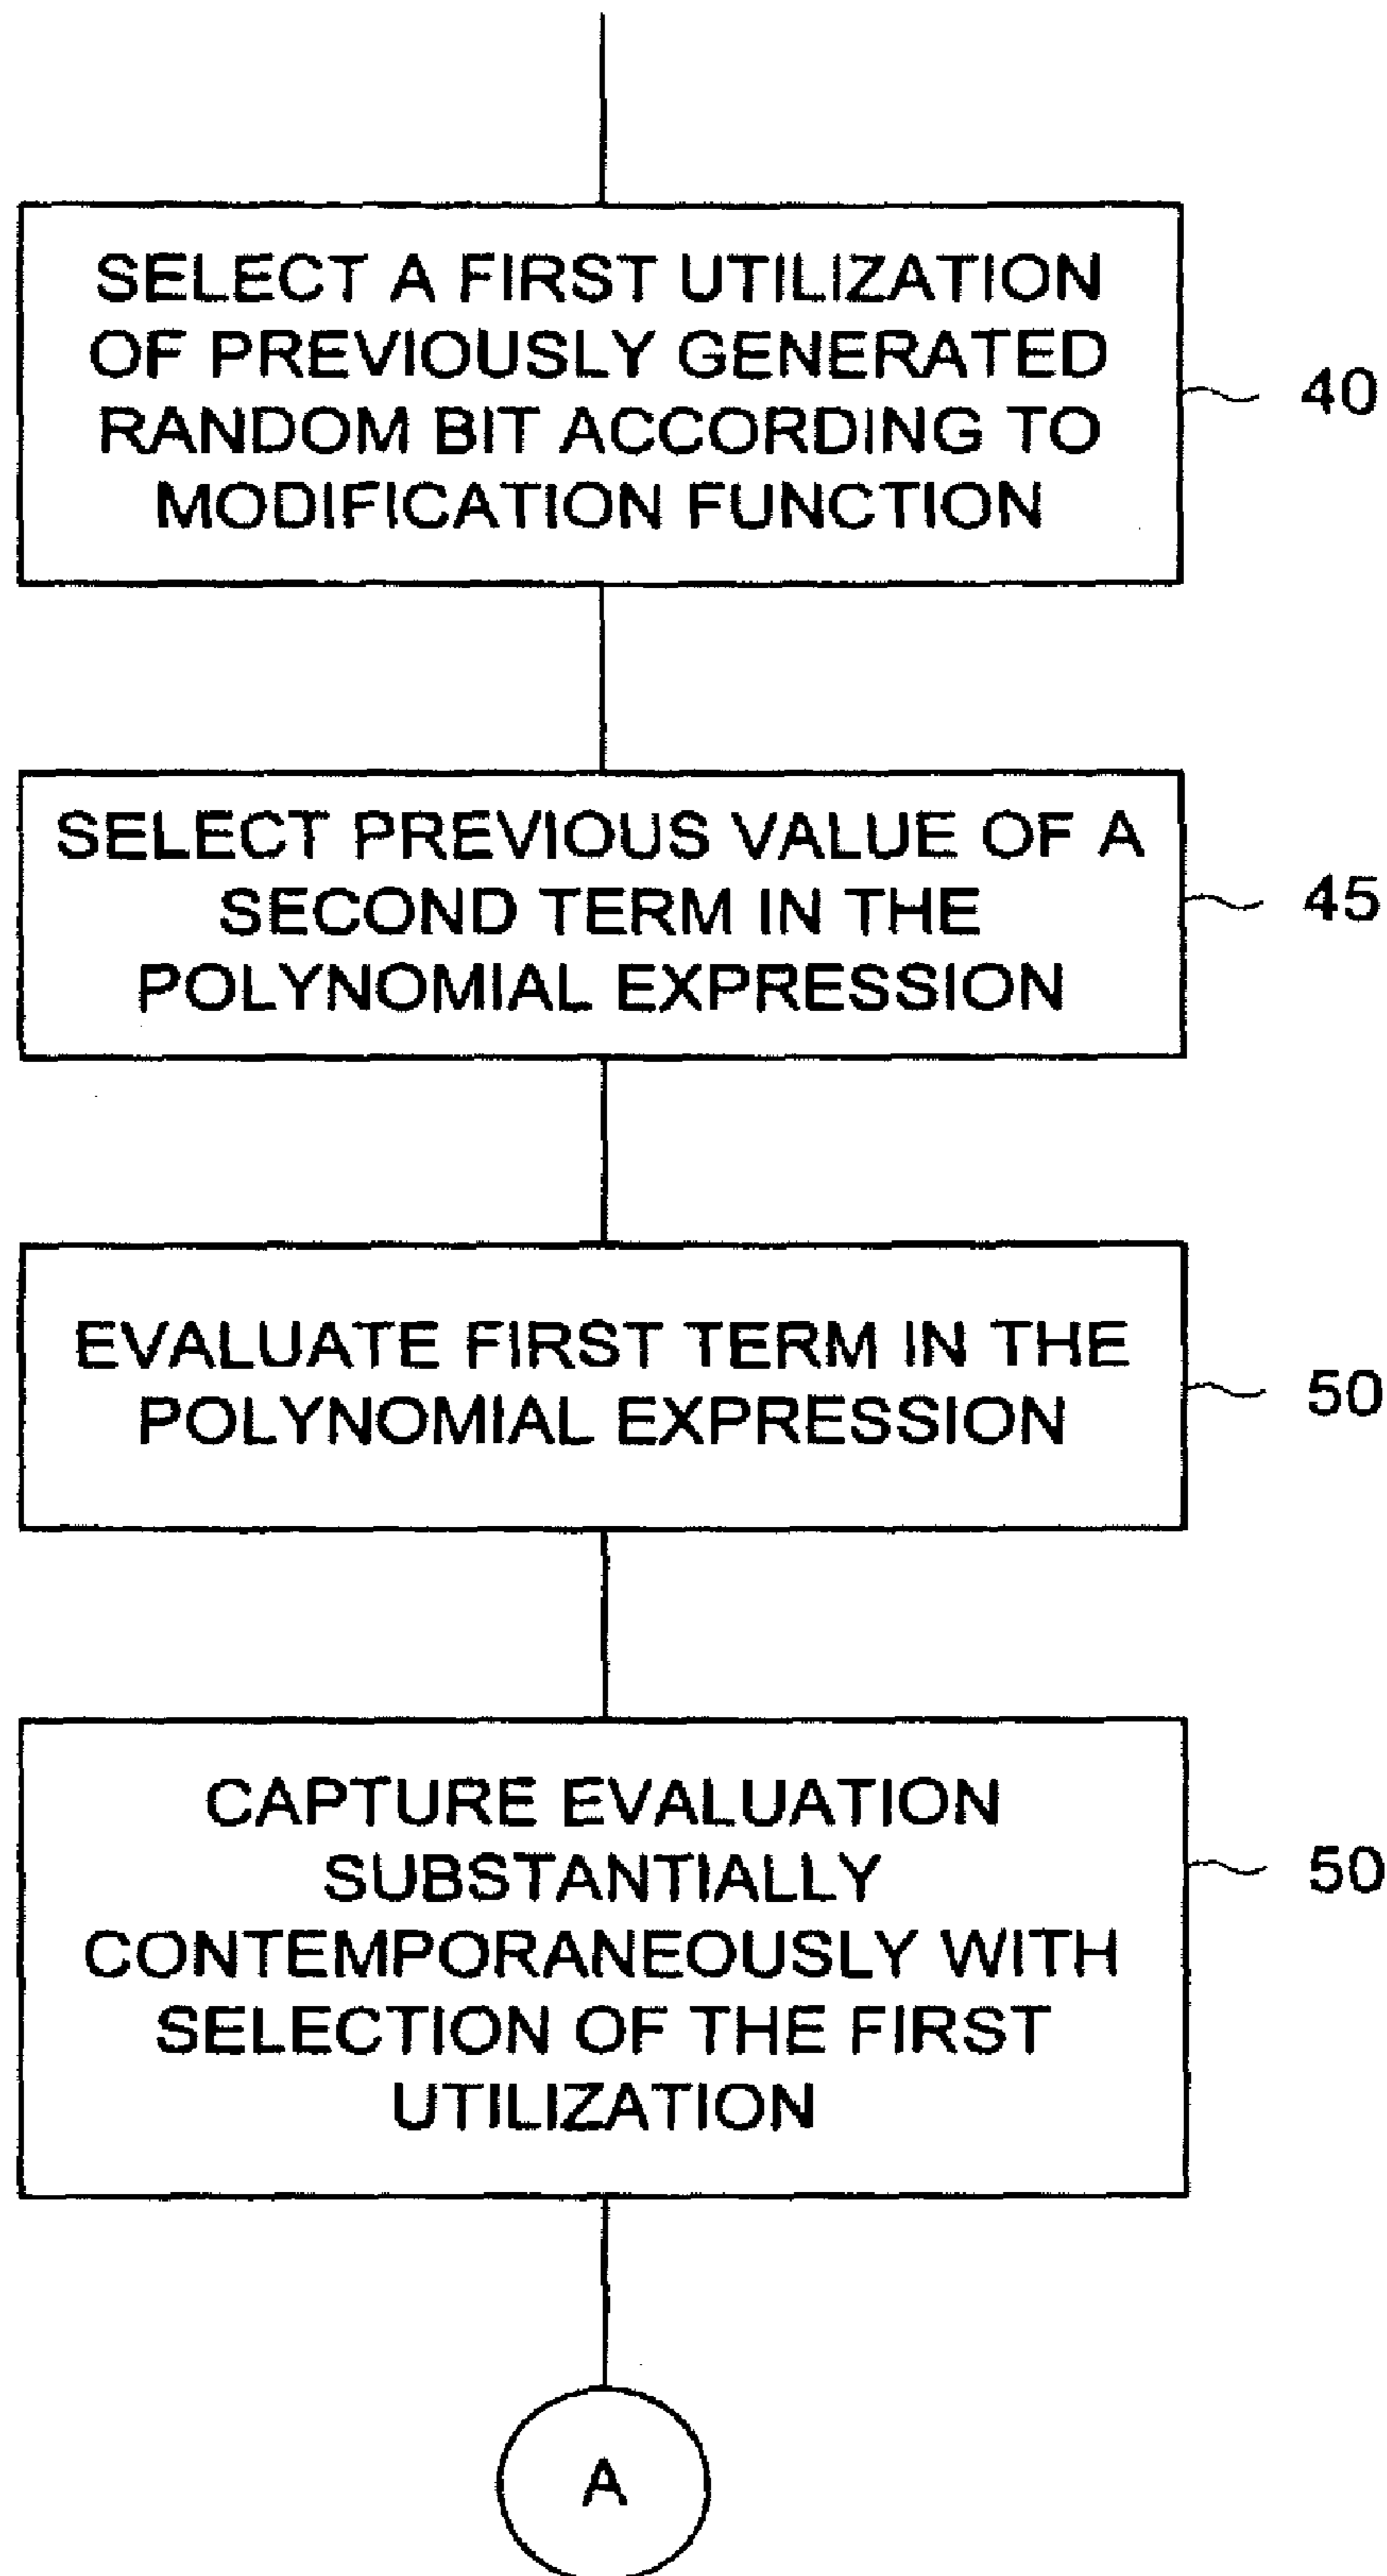 SELECT A FIRST UTILIZATION
OF PREVIOUSLY GENERATED
RANDOM BIT ACCORDING TO
MODIFICATION FUNCTION
40
SELECT PREVIOUS VALUE OF A
SECOND TERM IN THE
POLYNOMIAL EXPRESSION
45
EVALUATE FIRST TERM IN THE
POLYNOMIAL EXPRESSION
50
CAPTURE EVALUATION
SUBSTANTIALLY
CONTEMPORANEOUSLY WITH
SELECTION OF THE FIRST
UTILIZATION
50
A